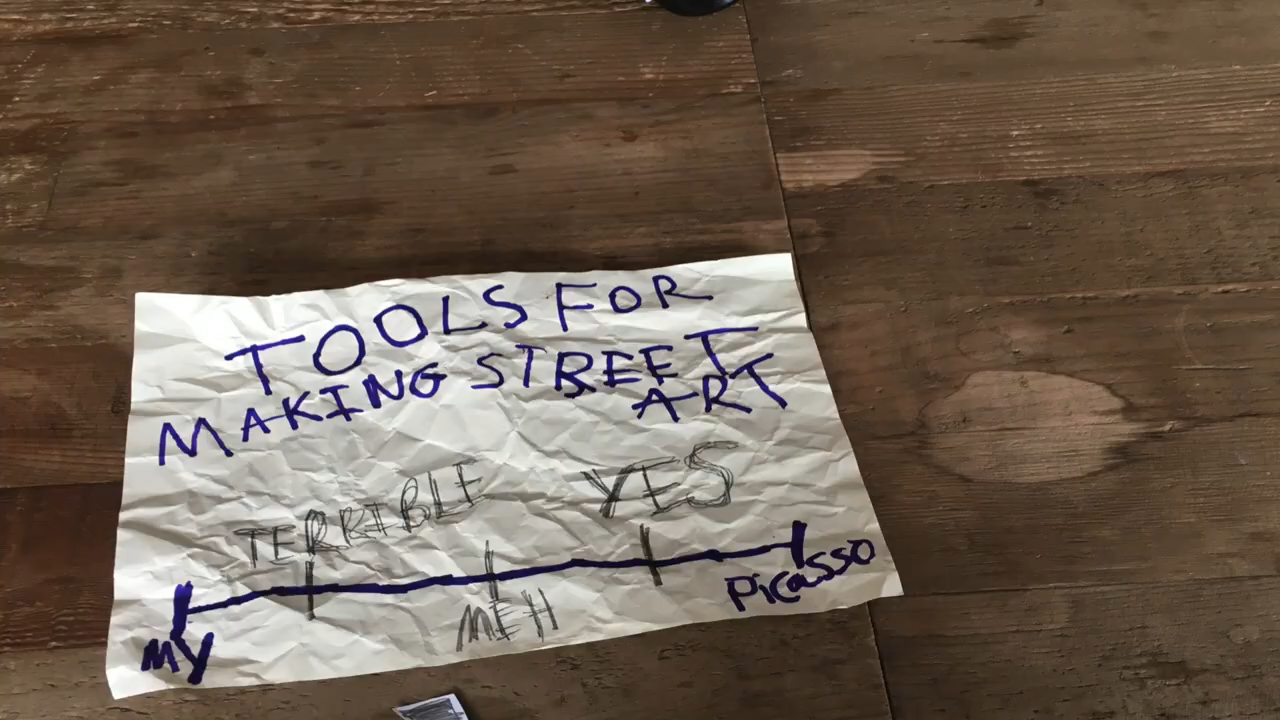 TOOLS FOR
MAKING STREET
ART
TERRIBLE
YES
MEH
MY
Picasso